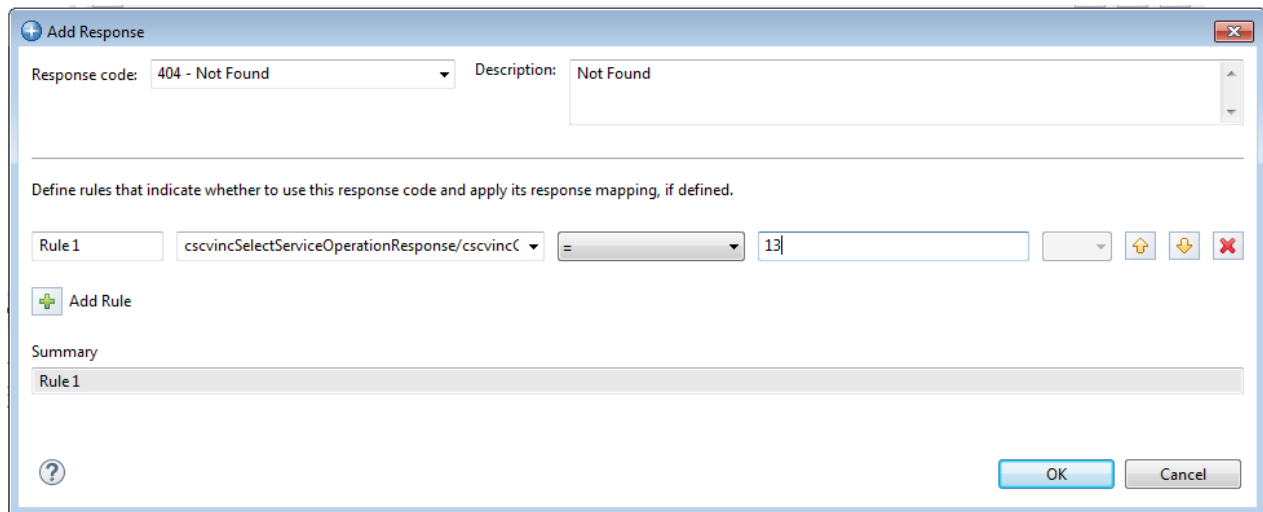 Add Response
Response code: 404 - Not Found Description: Not Found
Define rules that indicate whether to use this response code and apply its response mapping, if defined.
Rule 1 cscvincSelectServiceOperationResponse/cscvincC = 13
Add Rule
Summary
Rule 1
OK Cancel